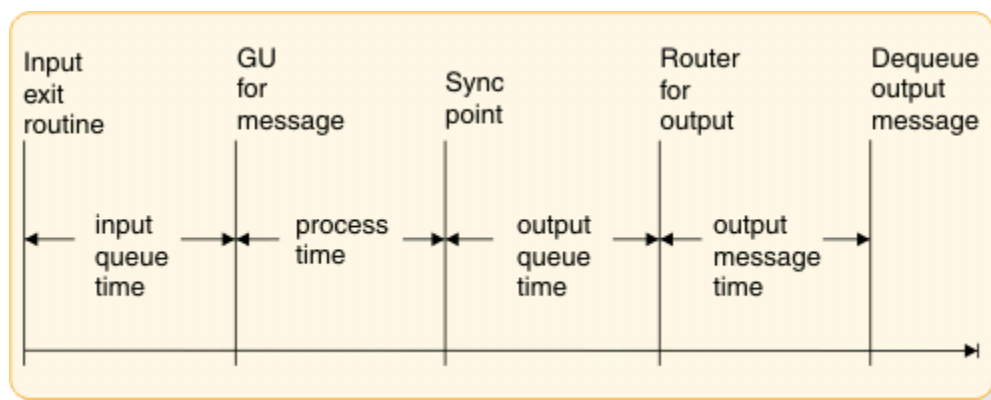 Input
exit
routine
GU
for
message
Sync
point
Router
for
output
Dequeue
output
message
input
queue
time
process
time
output
queue
time
output
message
time